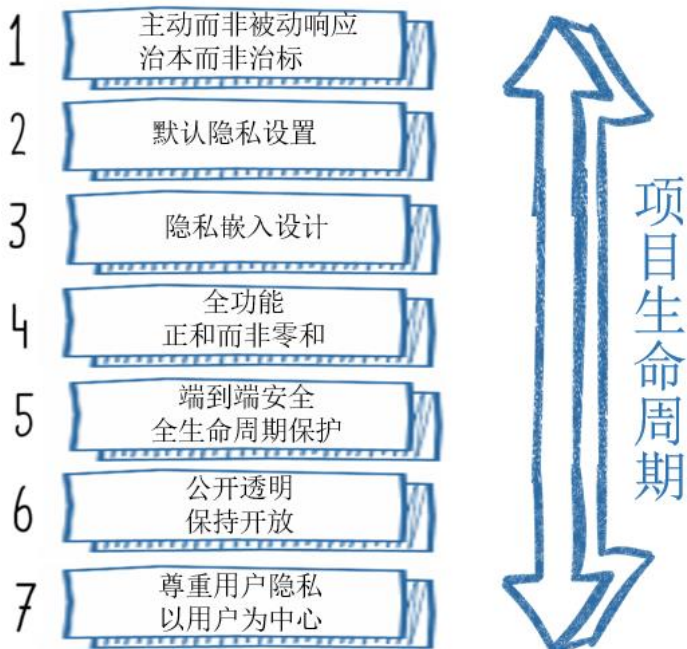 1
主动而非被动响应
治本而非治标
2
默认隐私设置
3
隐私嵌入设计
4
全功能
正和而非零和
5
端到端安全
全生命周期保护
6
公开透明
保持开放
7
尊重用户隐私
以用户为中心
项目生命周期